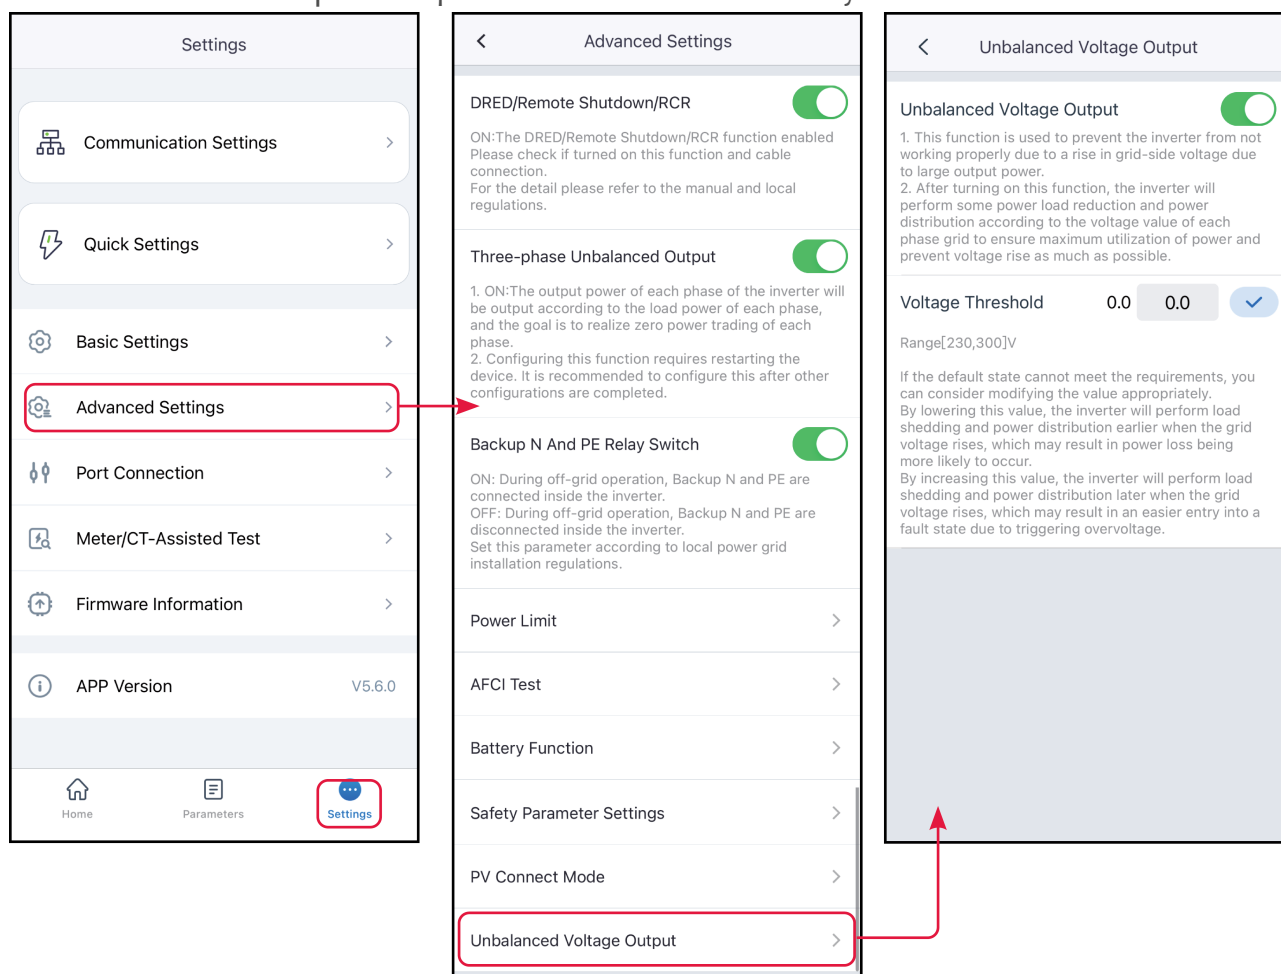 Settings
Communication Settings
Quick Settings
Basic Settings
Advanced Settings
Port Connection
Meter/CT-Assisted Test
Firmware Information
APP Version V5.6.0
Home Parameters Settings
Advanced Settings
DRED/Remote Shutdown/RCR
ON:The DRED/Remote Shutdown/RCR function enabled
Please check if turned on this function and cable
connection.
For the detail please refer to the manual and local
regulations.
Three-phase Unbalanced Output
1. ON:The output power of each phase of the inverter will
be output according to the load power of each phase,
and the goal is to realize zero power trading of each
phase.
2. Configuring this function requires restarting the
device. It is recommended to configure this after other
configurations are completed.
Backup N And PE Relay Switch
ON: During off-grid operation, Backup N and PE are
connected inside the inverter.
OFF: During off-grid operation, Backup N and PE are
disconnected inside the inverter.
Set this parameter according to local power grid
installation regulations.
Power Limit
AFCI Test
Battery Function
Safety Parameter Settings
PV Connect Mode
Unbalanced Voltage Output
Unbalanced Voltage Output
Unbalanced Voltage Output
1. This function is used to prevent the inverter from not
working properly due to a rise in grid-side voltage due
to large output power.
2. After turning on this function, the inverter will
perform some power load reduction and power
distribution according to the voltage value of each
phase grid to ensure maximum utilization of power and
prevent voltage rise as much as possible.
Voltage Threshold 0.0 0.0
Range[230,300]V
If the default state cannot meet the requirements, you
can consider modifying the value appropriately.
By lowering this value, the inverter will perform load
shedding and power distribution earlier when the grid
voltage rises, which may result in power loss being
more likely to occur.
By increasing this value, the inverter will perform load
shedding and power distribution later when the grid
voltage rises, which may result in an easier entry into a
fault state due to triggering overvoltage.